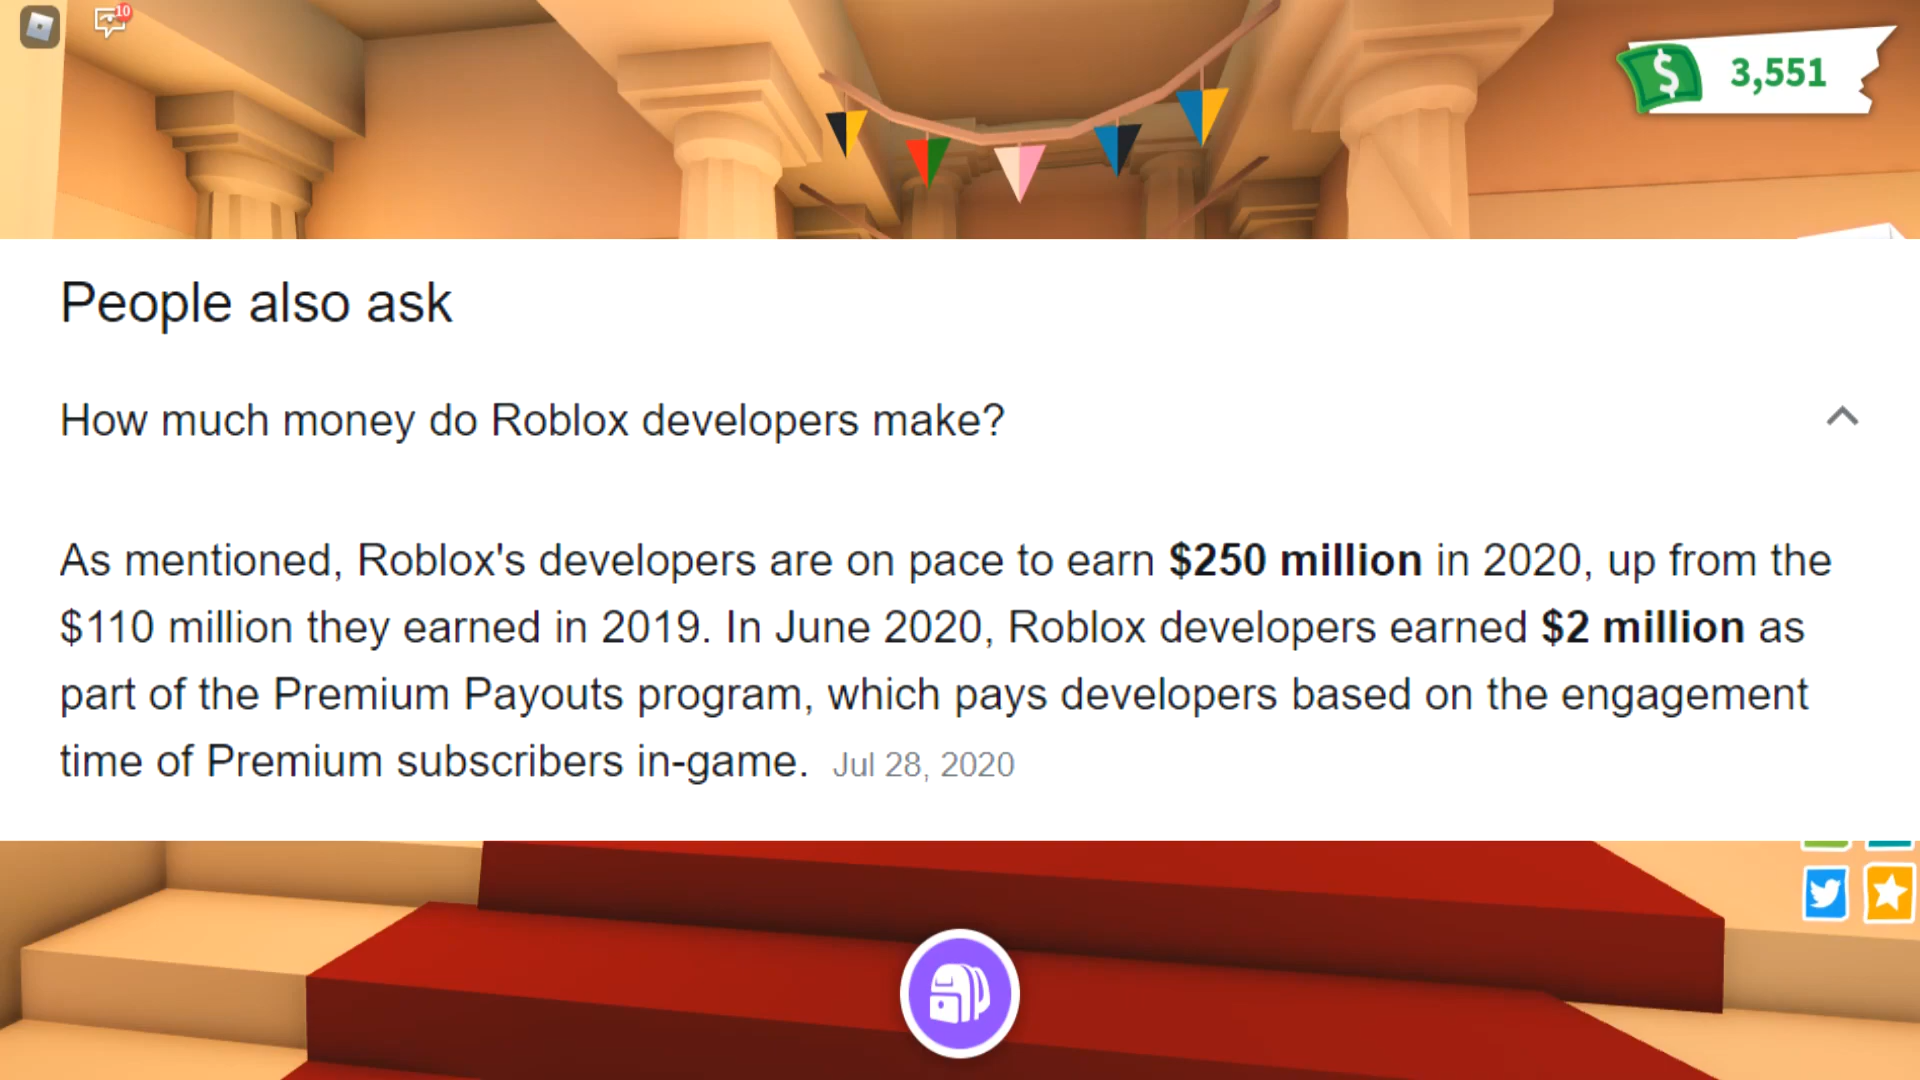 10
$ 3,551
People also ask
How much money do Roblox developers make?
As mentioned, Roblox's developers are on pace to earn $250 million in 2020, up from the
$110 million they earned in 2019. In June 2020, Roblox developers earned $2 million as
part of the Premium Payouts program, which pays developers based on the engagement
time of Premium subscribers in-game. Jul 28, 2020